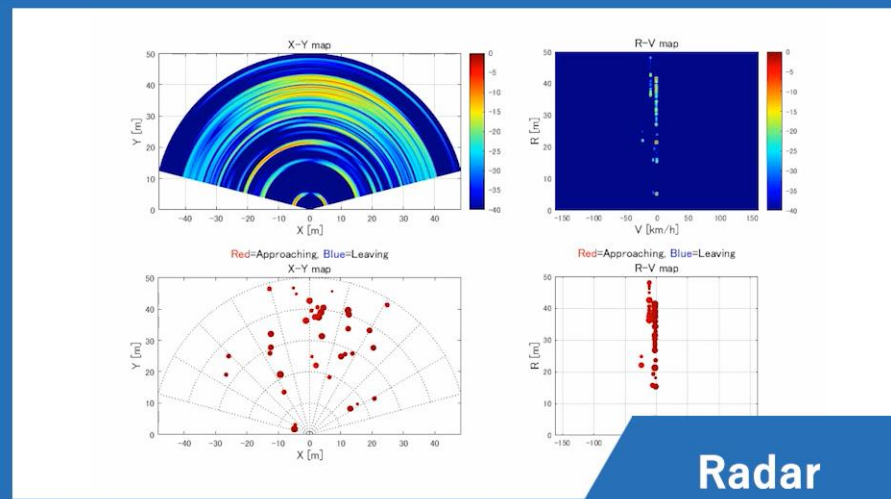 X-Y map
R-V map
50
40
30
20
10
0
Y [m]
-40 -30 -20 -10 0 10 20 30 40
X [m]
0
-5
-10
-15
-20
-25
-30
-35
-40
50
40
30
20
10
0
R [m]
-150 -100 -50 0 50 100 150
V [km/h]
0
-5
-10
-15
-20
-25
-30
-35
-40
Red=Approaching, Blue=Leaving
X-Y map
Red=Approaching, Blue=Leaving
R-V map
50
40
30
20
10
0
Y [m]
-40 -30 -20 -10 0 10 20 30 40
X [m]
50
40
30
20
10
0
R [m]
-150 -100
Radar